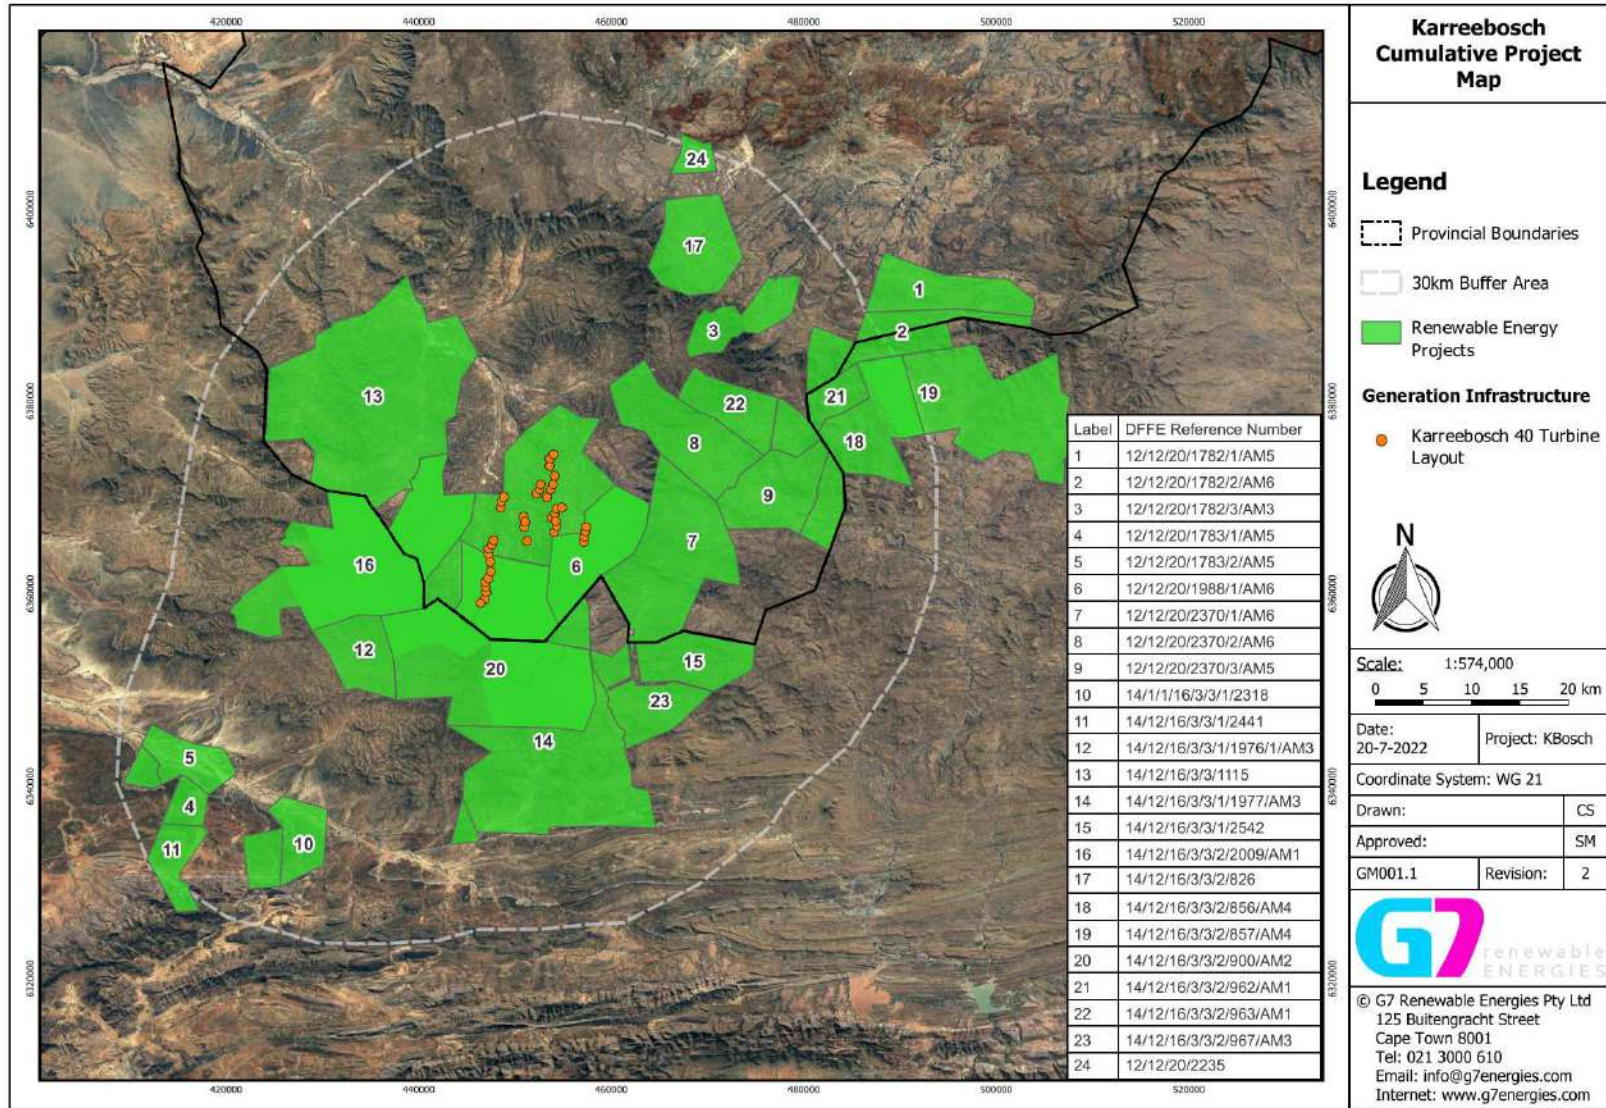 420000 440000 460000 480000 500000 520000
6400000 6400000
6380000 6380000
6360000 6360000
6340000 6340000
6320000 6320000
420000 440000 460000 480000 500000 520000
24
17
1
3
2
13
22
21
19
8
18
9
7
16
6
12
15
20
23
14
5
4
11
10
Label DFFE Reference Number
1 12/12/20/1782/1/AM5
2 12/12/20/1782/2/AM6
3 12/12/20/1782/3/AM3
4 12/12/20/1783/1/AM5
5 12/12/20/1783/2/AM5
6 12/12/20/1988/1/AM6
7 12/12/20/2370/1/AM6
8 12/12/20/2370/2/AM6
9 12/12/20/2370/3/AM5
10 14/1/1/16/3/3/1/2318
11 14/12/16/3/3/1/2441
12 14/12/16/3/3/1/1976/1/AM3
13 14/12/16/3/3/1115
14 14/12/16/3/3/1/1977/AM3
15 14/12/16/3/3/1/2542
16 14/12/16/3/3/2/2009/AM1
17 14/12/16/3/3/2/826
18 14/12/16/3/3/2/856/AM4
19 14/12/16/3/3/2/857/AM4
20 14/12/16/3/3/2/900/AM2
21 14/12/16/3/3/2/962/AM1
22 14/12/16/3/3/2/963/AM1
23 14/12/16/3/3/2/967/AM3
24 12/12/20/2235
Karreebosch
Cumulative Project
Map
Legend
Provincial Boundaries
30km Buffer Area
Renewable Energy
Projects
Generation Infrastructure
Karreebosch 40 Turbine
Layout
N
Scale: 1:574,000
0 5 10 15 20 km
Date: 20-7-2022 Project: KBosch
Coordinate System: WG 21
Drawn: CS
Approved: SM
GM001.1 Revision: 2
G7 renewable
ENERGIES
© G7 Renewable Energies Pty Ltd
125 Buitengracht Street
Cape Town 8001
Tel: 021 3000 610
Email: info@g7energies.com
Internet: www.g7energies.com